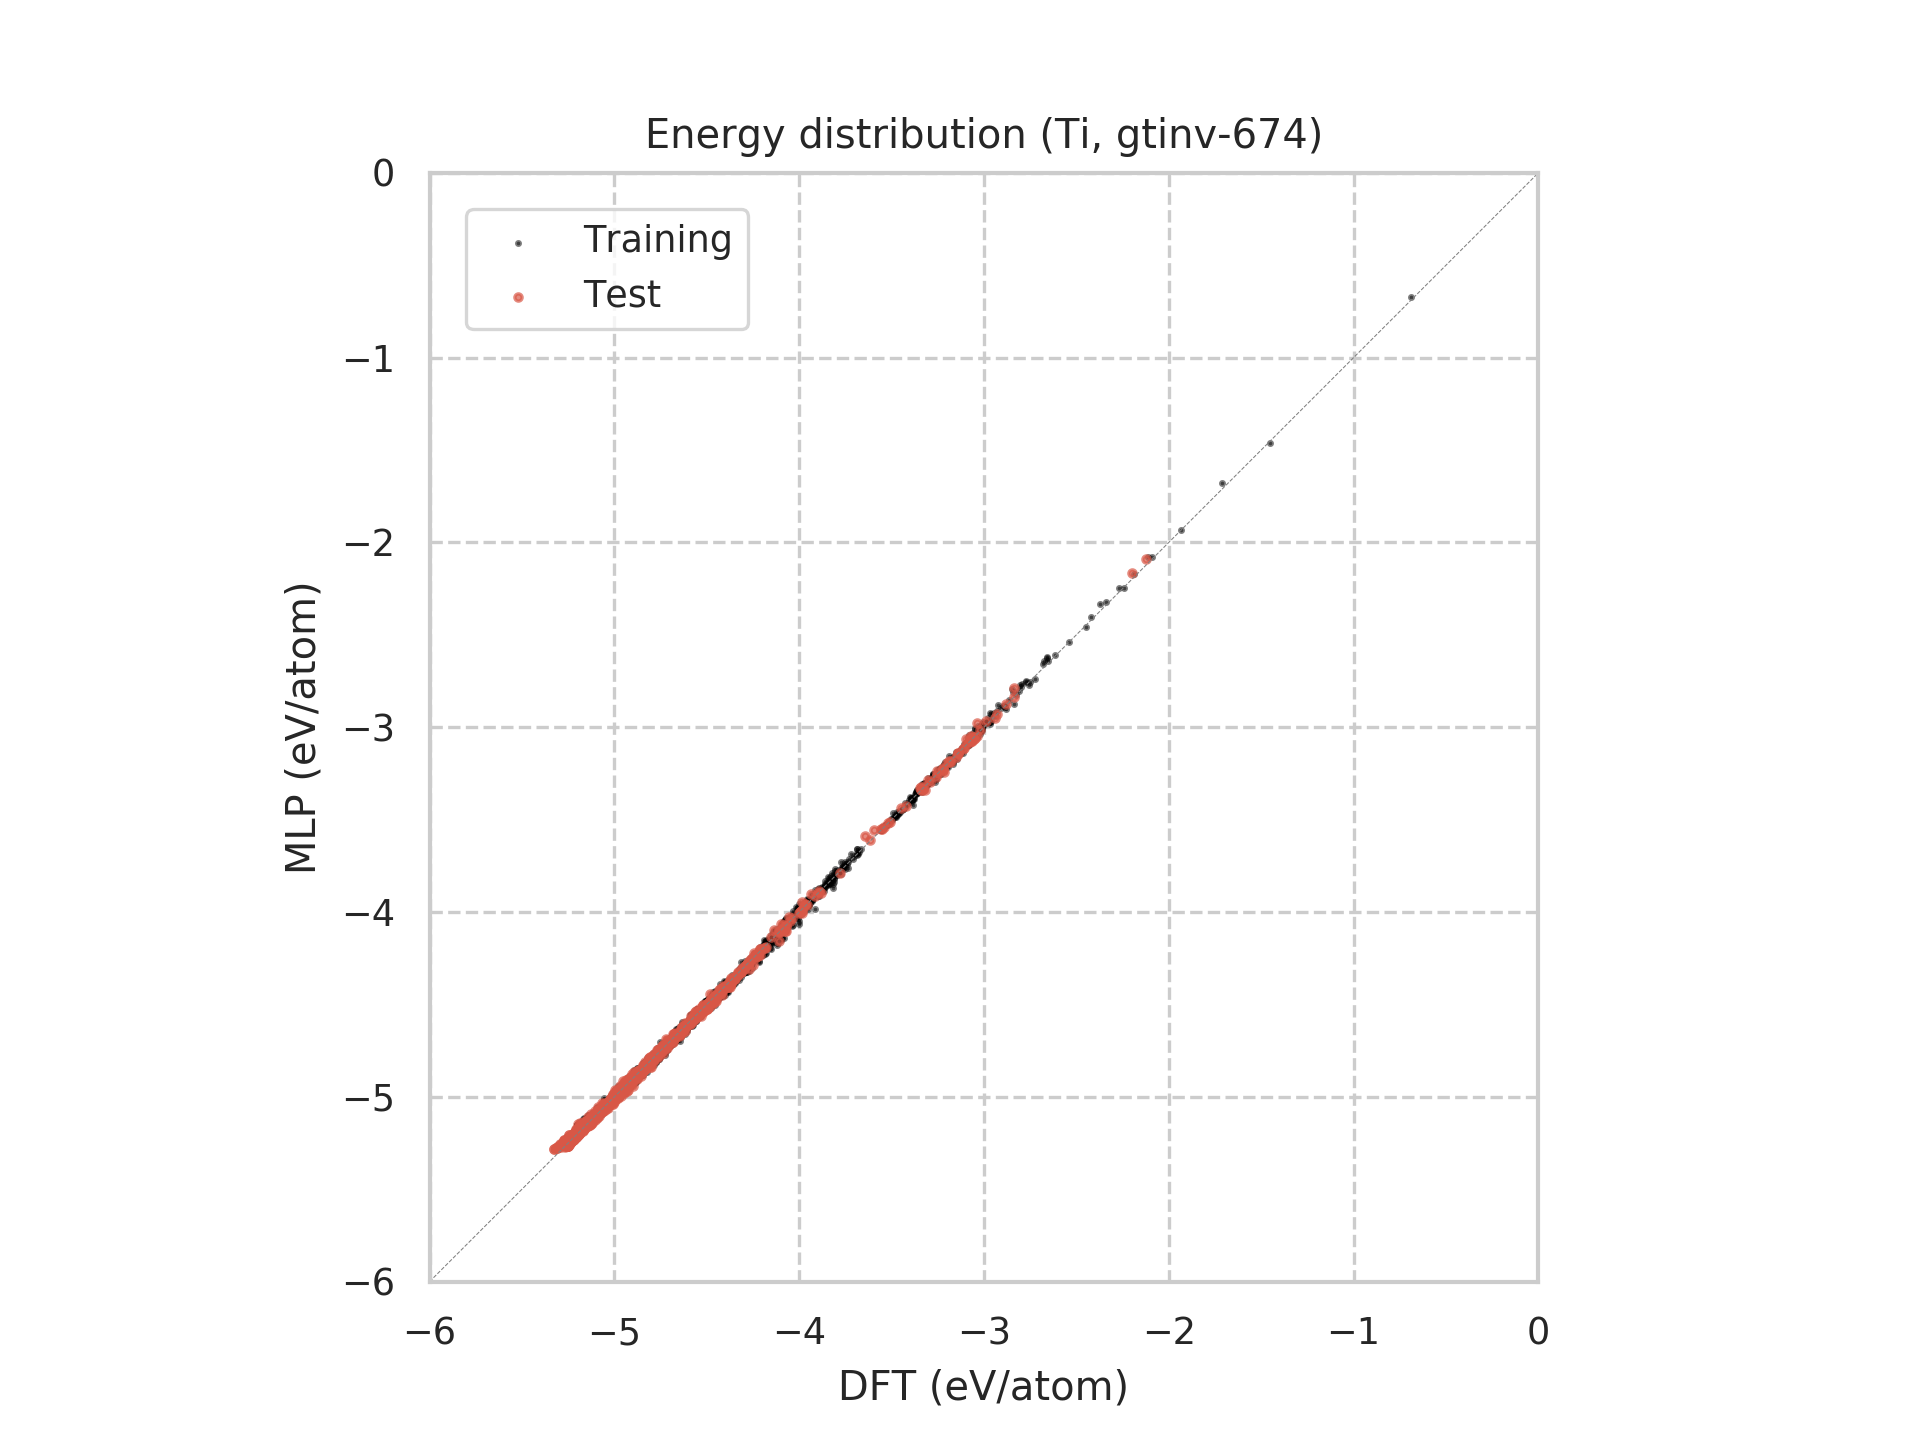 Energy distribution (Ti, gtinv-674)
Training
Test
0
−1
−2
−3
−4
−5
−6
MLP (eV/atom)
−6 −5 −4 −3 −2 −1 0
DFT (eV/atom)